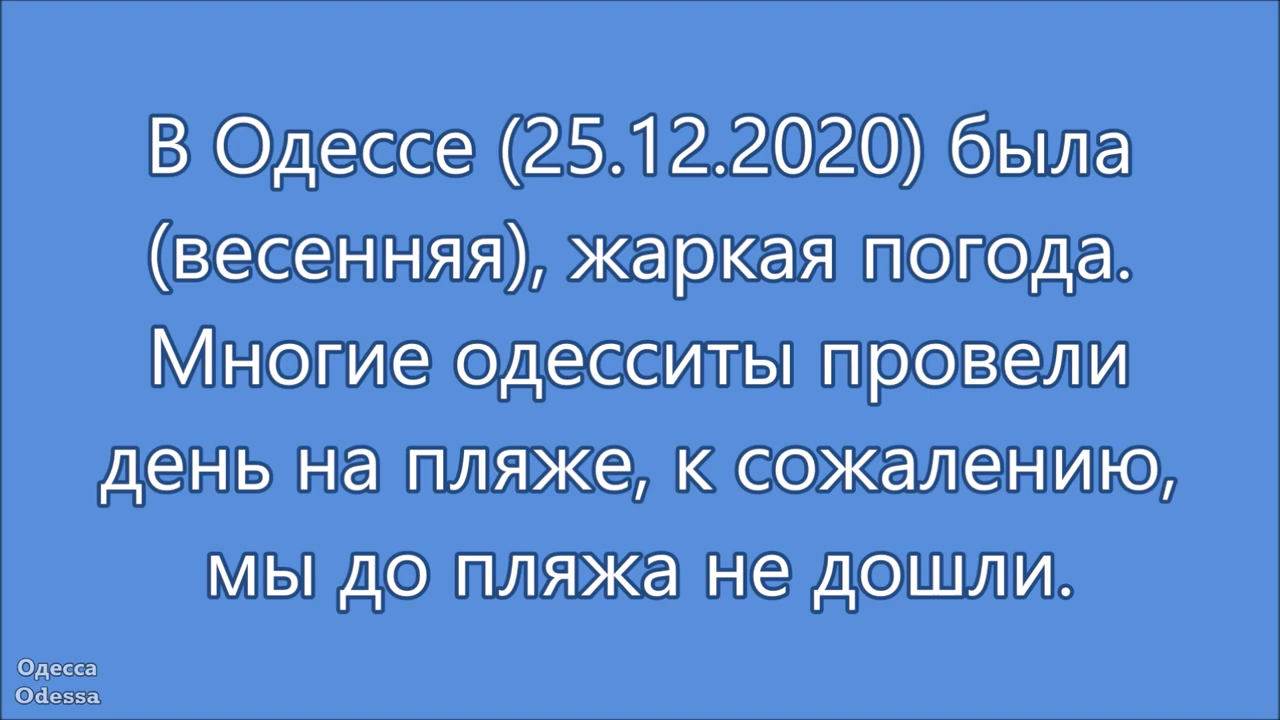 В Одессе (25.12.2020) была
(весенняя), жаркая погода.
Многие одесситы провели
день на пляже, к сожалению,
мы до пляжа не дошли.
Одесса
Odessa